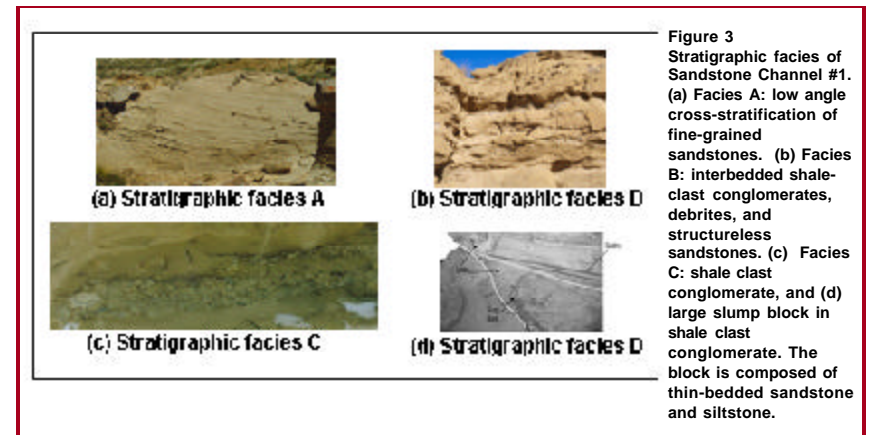 (a) Stratigraphic facies A
(b) Stratigraphic facies D
(c) Stratigraphic facies C
(d) Stratigraphic facies D
Figure 3
Stratigraphic facies of
Sandstone Channel #1.
(a) Facies A: low angle
cross-stratification of
fine-grained
sandstones. (b) Facies
B: interbedded shale-
clast conglomerates,
debrites, and
structureless
sandstones. (c) Facies
C: shale clast
conglomerate, and (d)
large slump block in
shale clast
conglomerate. The
block is composed of
thin-bedded sandstone
and siltstone.